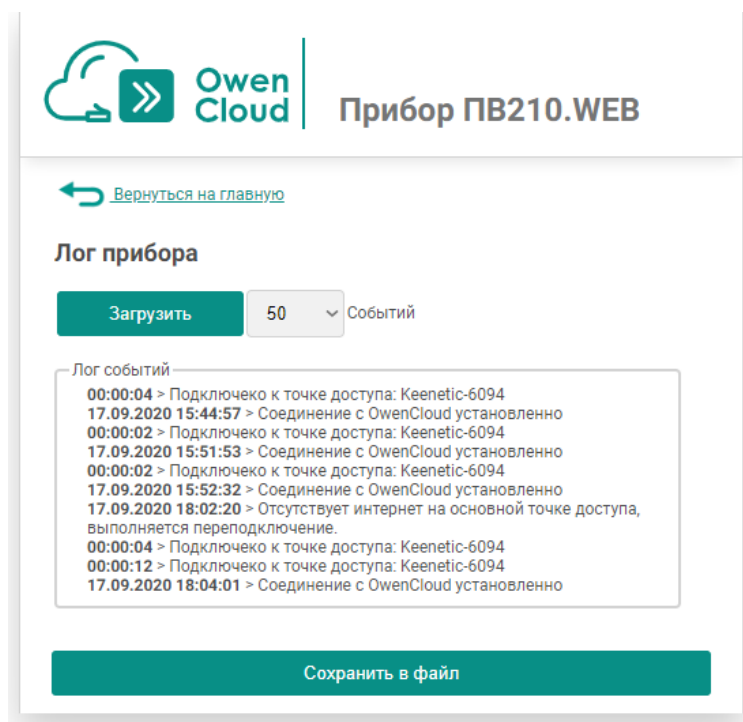 Owen
Cloud
Прибор ПВ210.WEB
Вернуться на главную
Лог прибора
Загрузить 50 Событий
Лог событий
00:00:04 > Подключеко к точке доступа: Keenetic-6094
17.09.2020 15:44:57 > Соединение с OwenCloud установленно
00:00:02 > Подключеко к точке доступа: Keenetic-6094
17.09.2020 15:51:53 > Соединение с OwenCloud установленно
00:00:02 > Подключеко к точке доступа: Keenetic-6094
17.09.2020 15:52:32 > Соединение с OwenCloud установленно
17.09.2020 18:02:20 > Отсутствует интернет на основной точке доступа,
выполняется переподключение.
00:00:04 > Подключеко к точке доступа: Keenetic-6094
00:00:12 > Подключеко к точке доступа: Keenetic-6094
17.09.2020 18:04:01 > Соединение с OwenCloud установленно
Сохранить в файл